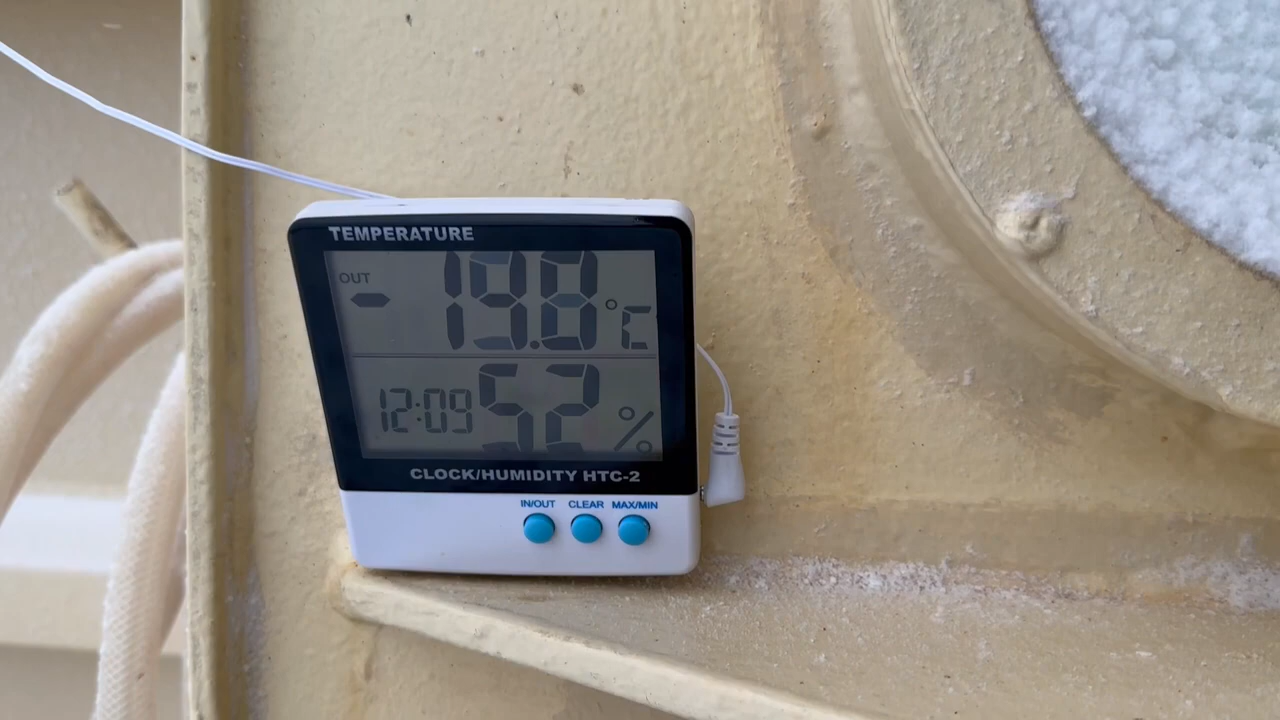 TEMPERATURE
OUT
- 19.8 °C
12:09 52 %
CLOCK/HUMIDITY HTC-2
IN/OUT CLEAR MAX/MIN